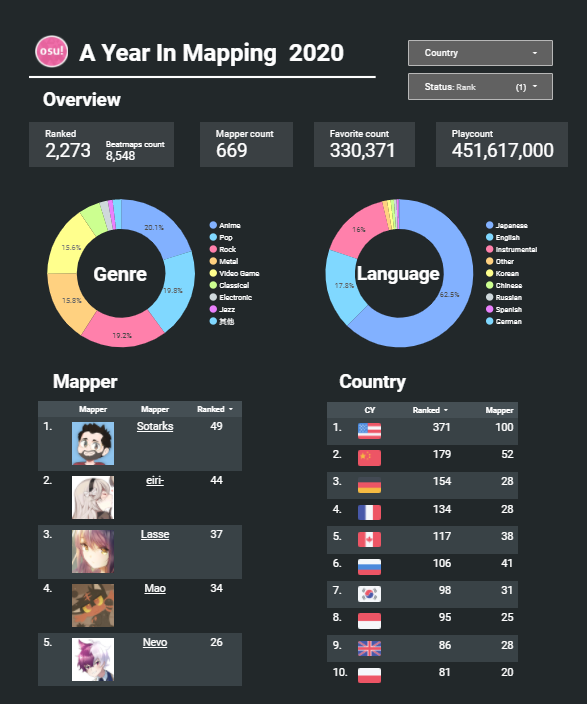 osu!
A Year In Mapping 2020
Country
Status: Rank (1)
Overview
Ranked
2,273
Beatmaps count
8,548
Mapper count
669
Favorite count
330,371
Playcount
451,617,000
Genre
20.1%
19.8%
19.2%
15.8%
15.6%
Anime
Pop
Rock
Metal
Video Game
Classical
Electronic
Jazz
其他
Language
62.5%
17.5%
16%
Japanese
English
Instrumental
Other
Korean
Chinese
Russian
Spanish
German
Mapper
Mapper Mapper Ranked
1. Sotarks 49
2. eiri- 44
3. Lasse 37
4. Mao 34
5. Nevo 26
Country
CY Ranked Mapper
1. 371 100
2. 179 52
3. 154 28
4. 134 28
5. 117 38
6. 106 41
7. 98 31
8. 95 25
9. 86 28
10. 81 20